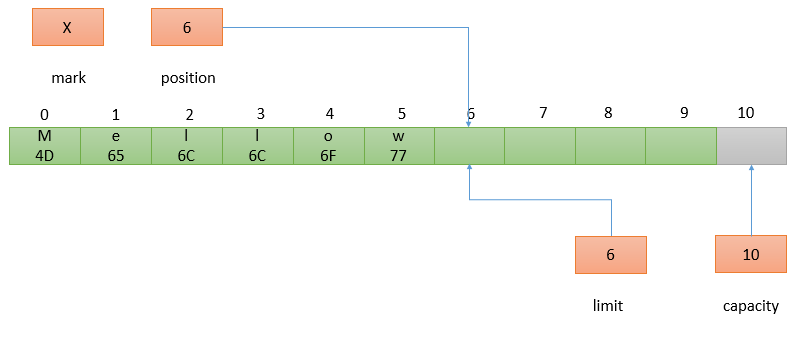 X 6
mark position
0 1 2 3 4 5 6 7 8 9 10
M e l l o w
4D 65 6C 6C 6F 77
6 10
limit capacity